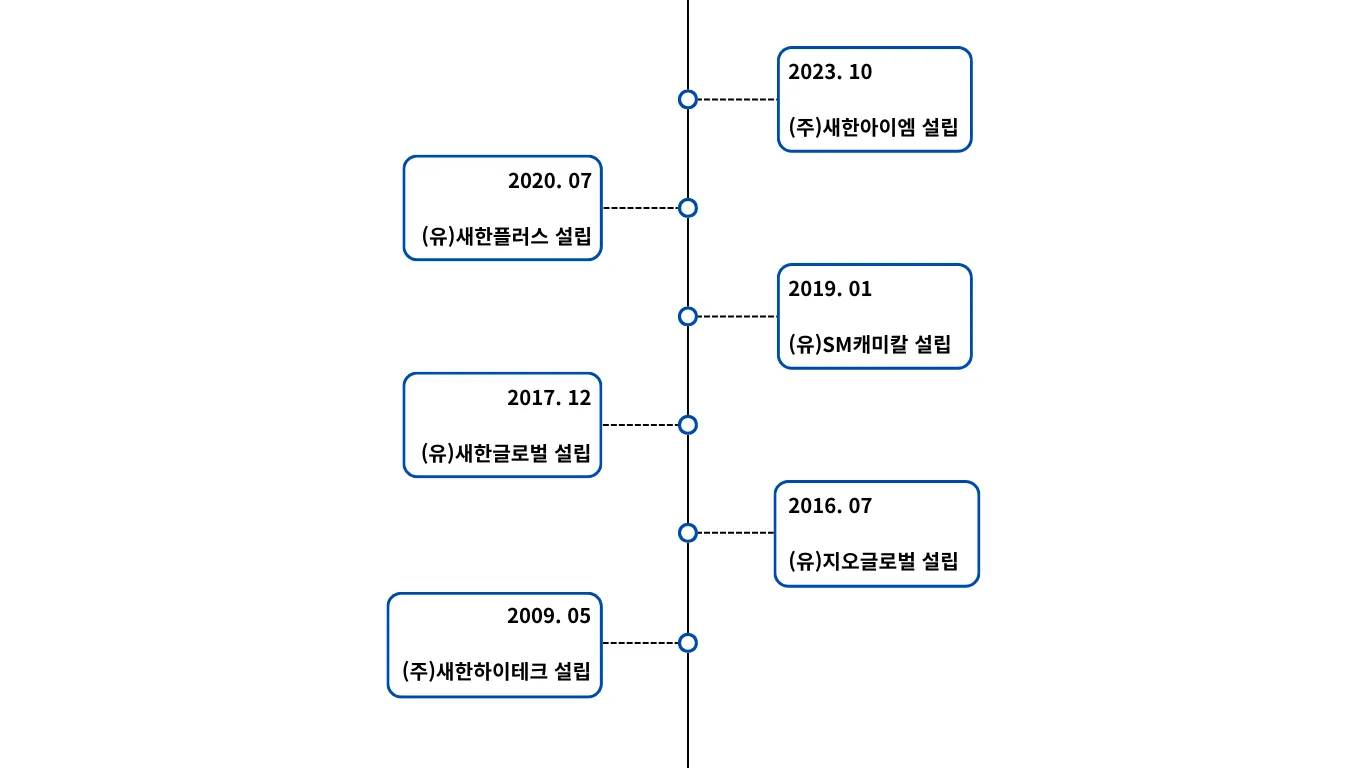 2023. 10
(주)새한아이엠 설립
2020. 07
(유)새한플러스 설립
2019. 01
(유)SM캐미칼 설립
2017. 12
(유)새한글로벌 설립
2016. 07
(유)지오글로벌 설립
2009. 05
(주)새한하이테크 설립